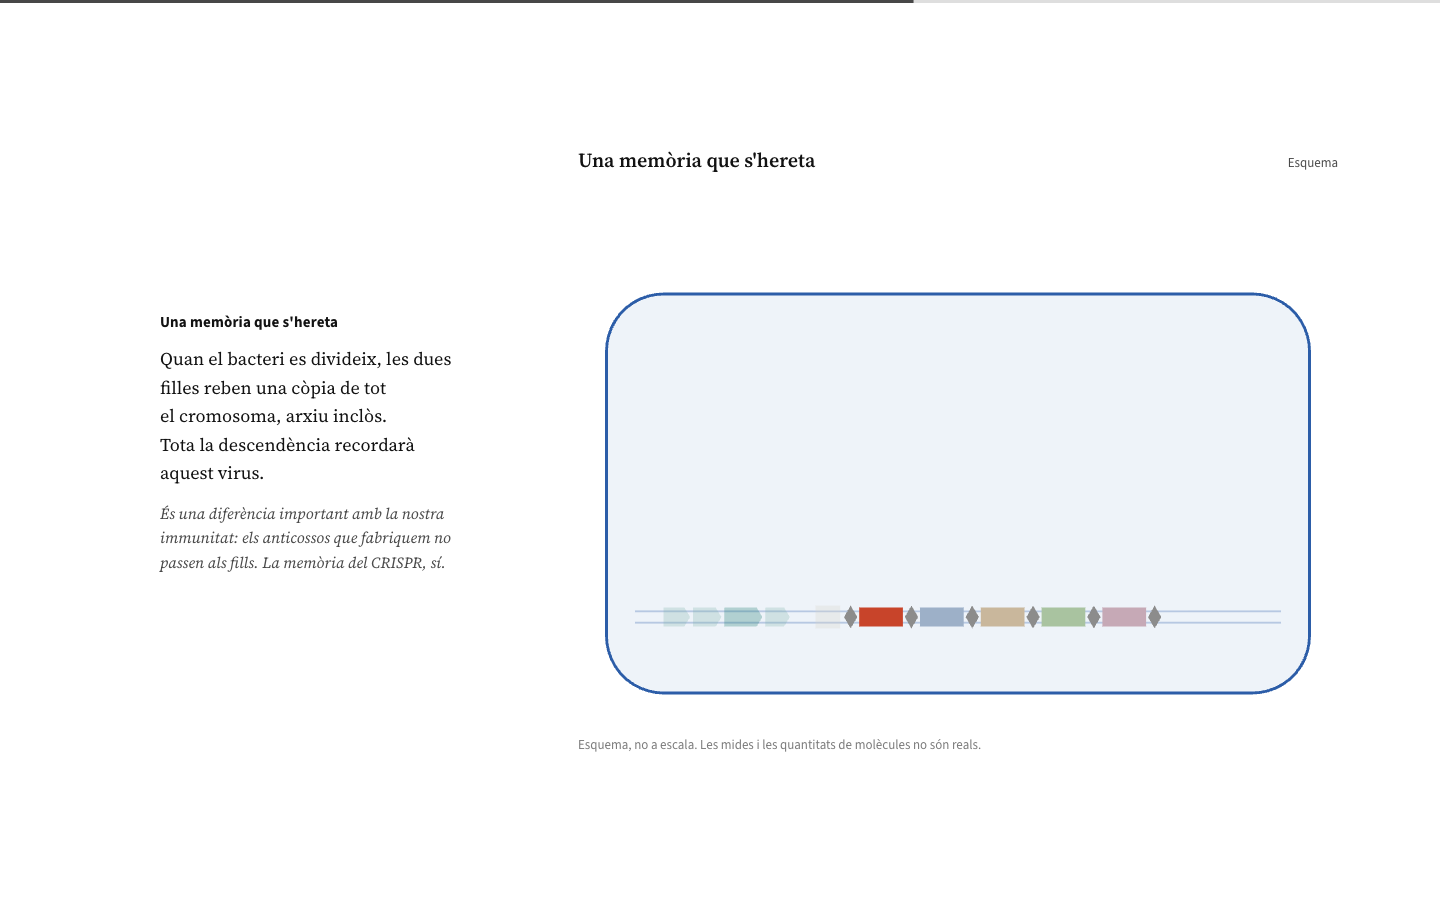 Una memòria que s'hereta
Esquema
Una memòria que s'hereta
Quan el bacteri es divideix, les dues
filles reben una còpia de tot
el cromosoma, arxiu inclòs.
Tota la descendència recordarà
aquest virus.
És una diferència important amb la nostra
immunitat: els anticossos que fabriquem no
passen als fills. La memòria del CRISPR, sí.
Esquema, no a escala. Les mides i les quantitats de molècules no són reals.